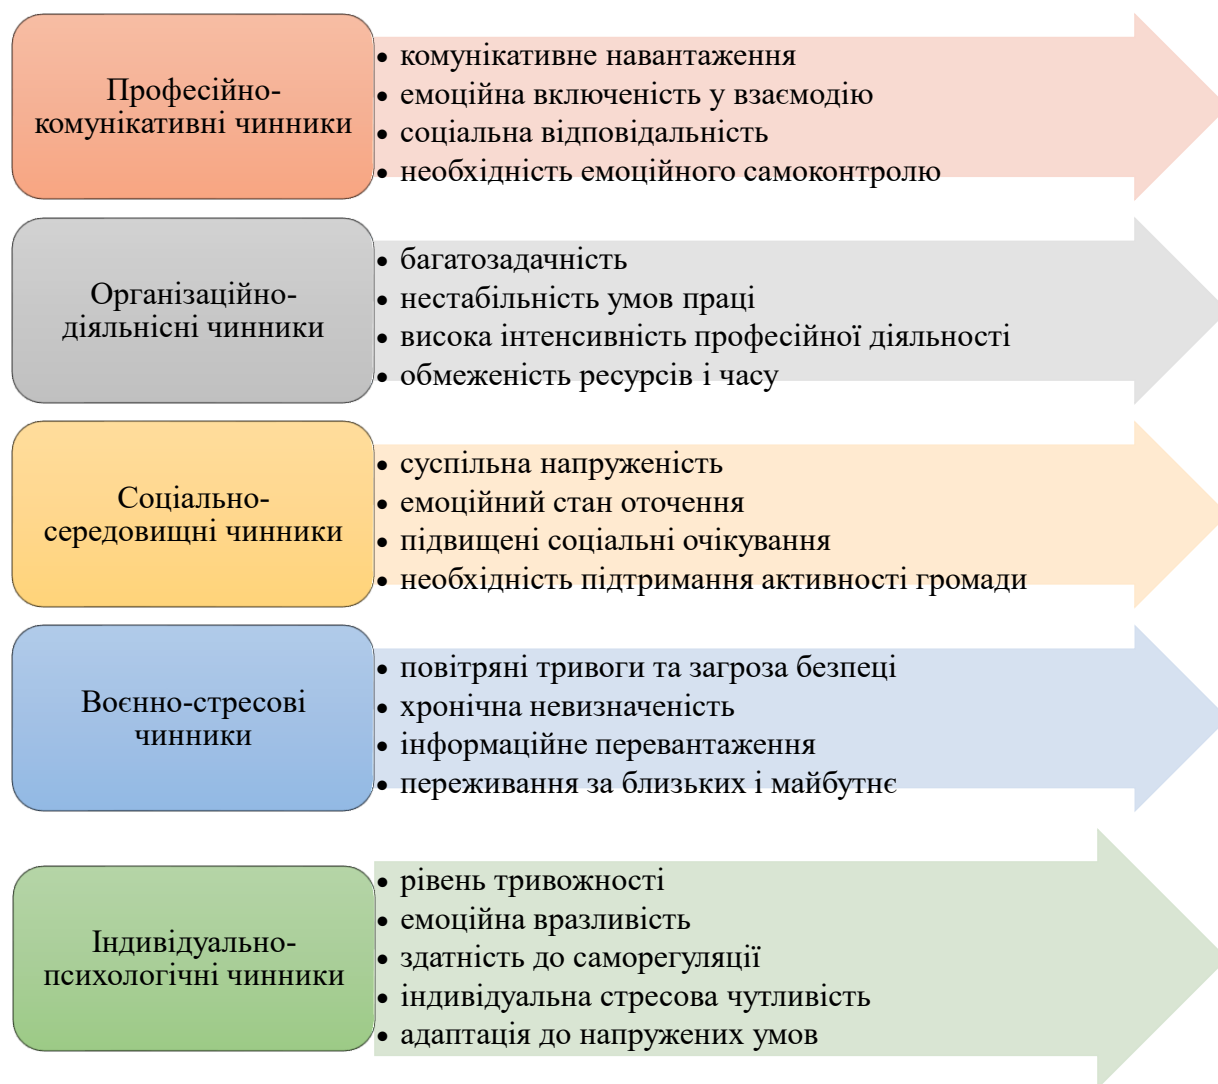 Професійно-
комунікативні чинники
• комунікативне навантаження
• емоційна включеність у взаємодію
• соціальна відповідальність
• необхідність емоційного самоконтролю
Організаційно-
діяльнісні чинники
• багатозадачність
• нестабільність умов праці
• висока інтенсивність професійної діяльності
• обмеженість ресурсів і часу
Соціально-
середовищні чинники
• суспільна напруженість
• емоційний стан оточення
• підвищені соціальні очікування
• необхідність підтримання активності громади
Воєнно-стресові
чинники
• повітряні тривоги та загроза безпеці
• хронічна невизначеність
• інформаційне перевантаження
• переживання за близьких і майбутнє
Індивідуально-
психологічні чинники
• рівень тривожності
• емоційна вразливість
• здатність до саморегуляції
• індивідуальна стресова чутливість
• адаптація до напружених умов